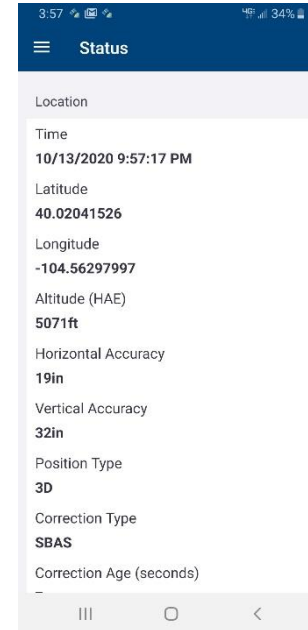 3:57 34%
Status
Location
Time
10/13/2020 9:57:17 PM
Latitude
40.02041526
Longitude
-104.56297997
Altitude (HAE)
5071ft
Horizontal Accuracy
19in
Vertical Accuracy
32in
Position Type
3D
Correction Type
SBAS
Correction Age (seconds)